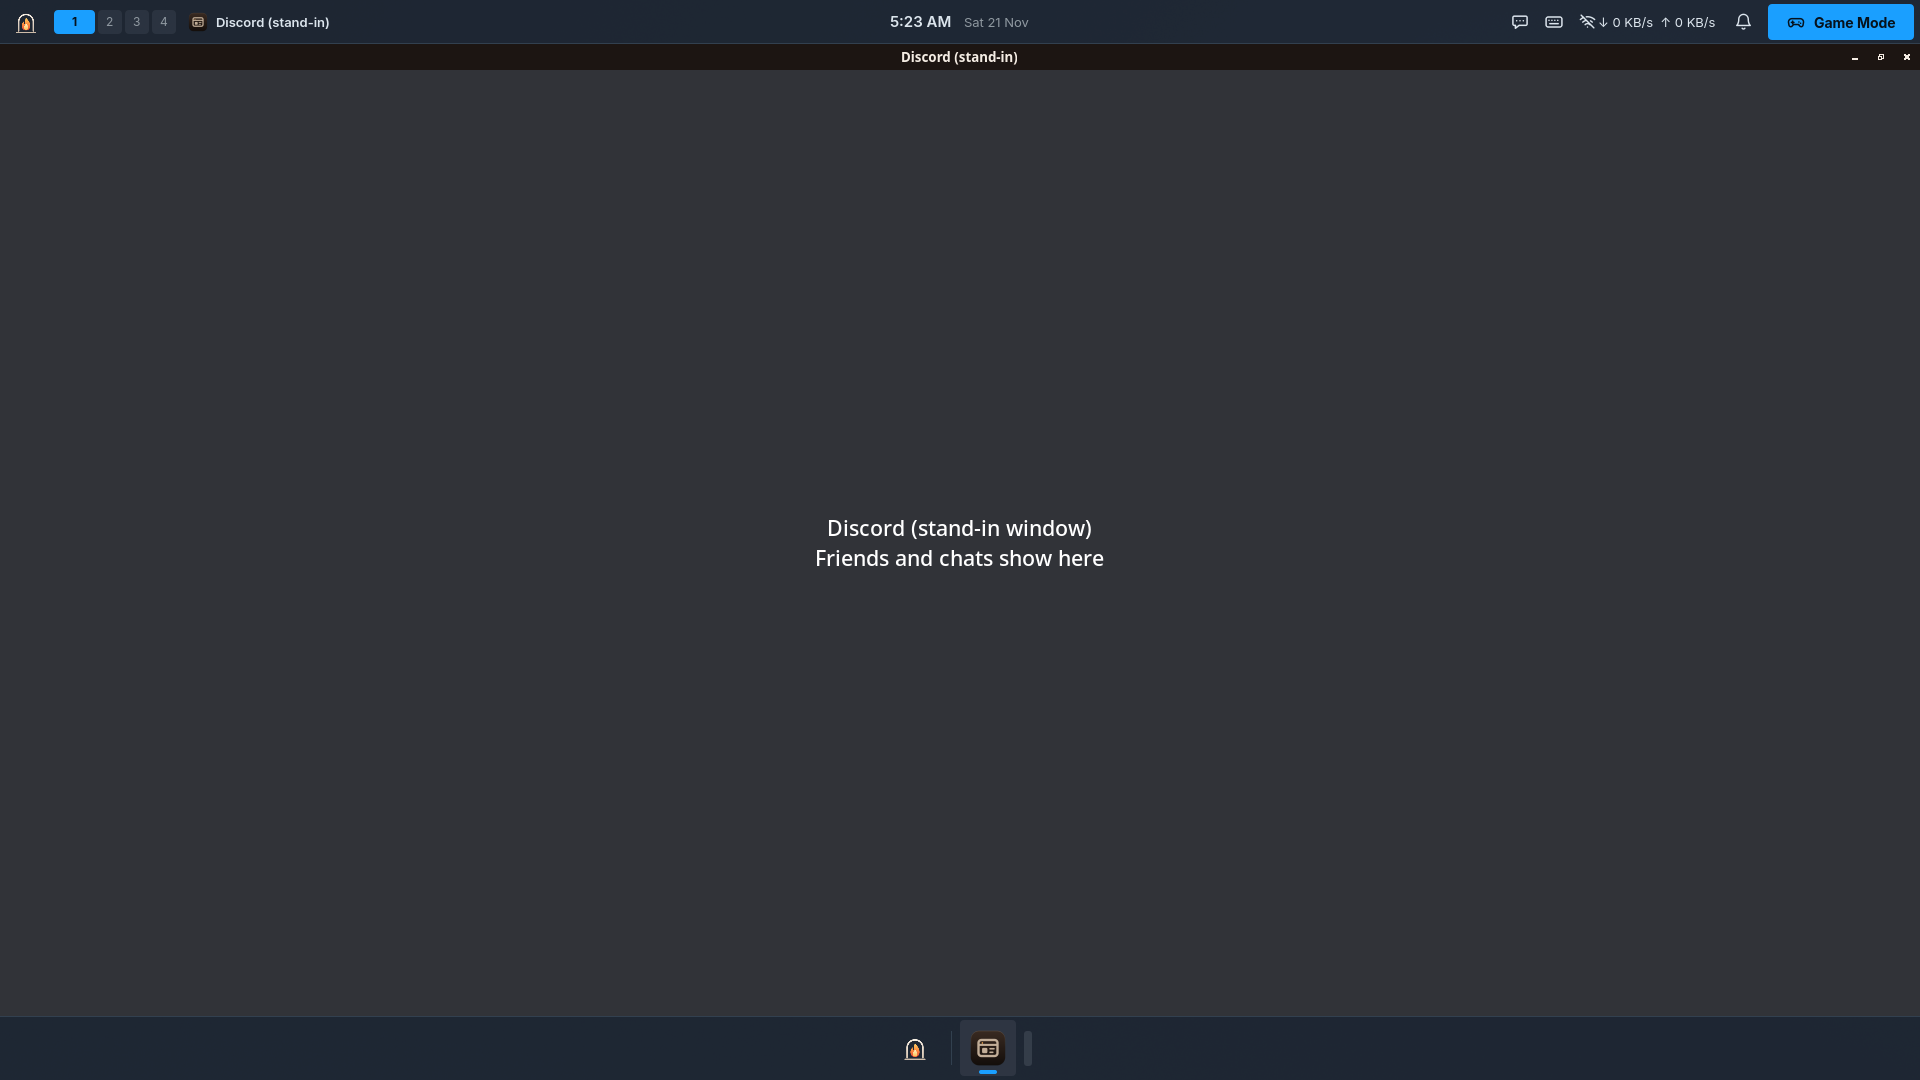 1 2 3 4 Discord (stand-in) 5:23 AM Sat 21 Nov ↓ 0 KB/s ↑ 0 KB/s Game Mode
Discord (stand-in)
Discord (stand-in window)
Friends and chats show here